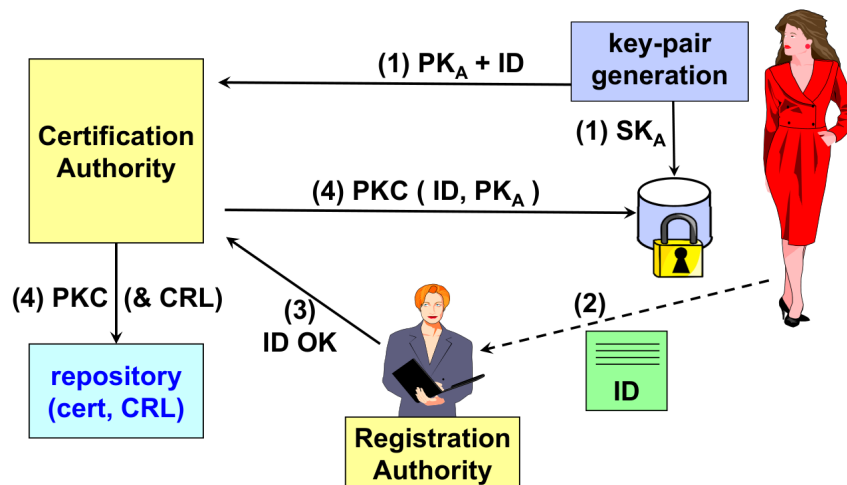 key-pair
generation
(1) PKA + ID
Certification
Authority
(1) SKA
(4) PKC ( ID, PKA )
(4) PKC (& CRL)
(2)
(3)
ID OK
ID
repository
(cert, CRL)
Registration
Authority